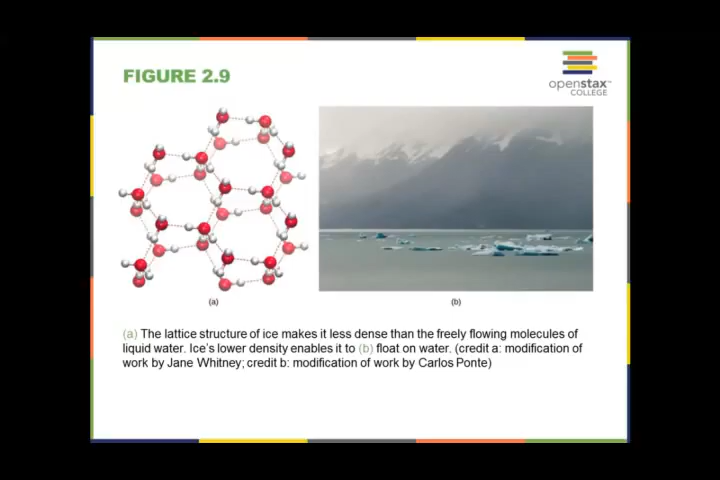 FIGURE 2.9
openstax
COLLEGE
(a)
(b)
(a) The lattice structure of ice makes it less dense than the freely flowing molecules of
liquid water. Ice's lower density enables it to (b) float on water. (credit a: modification of
work by Jane Whitney; credit b: modification of work by Carlos Ponte)